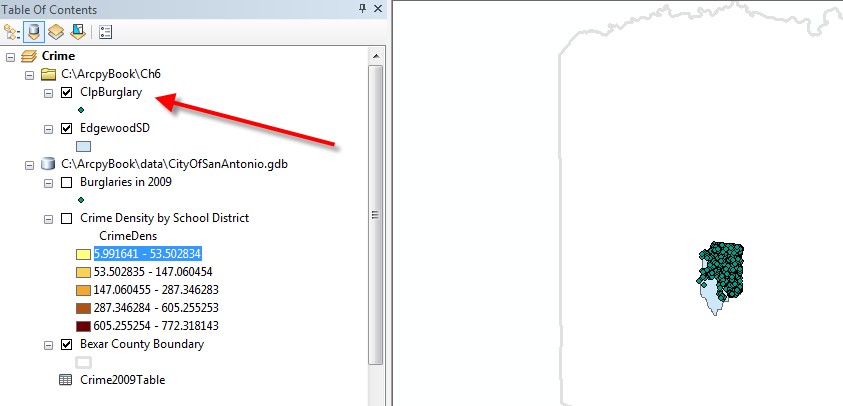 Table Of Contents
Crime
C:\ArcpyBook\Ch6
ClpBurglary
EdgewoodSD
C:\ArcpyBook\data\CityOfSanAntonio.gdb
Burglaries in 2009
Crime Density by School District
CrimeDens
5.991641 - 53.502834
53.502835 - 147.060454
147.060455 - 287.346283
287.346284 - 605.255253
605.255254 - 772.318143
Bexar County Boundary
Crime2009Table